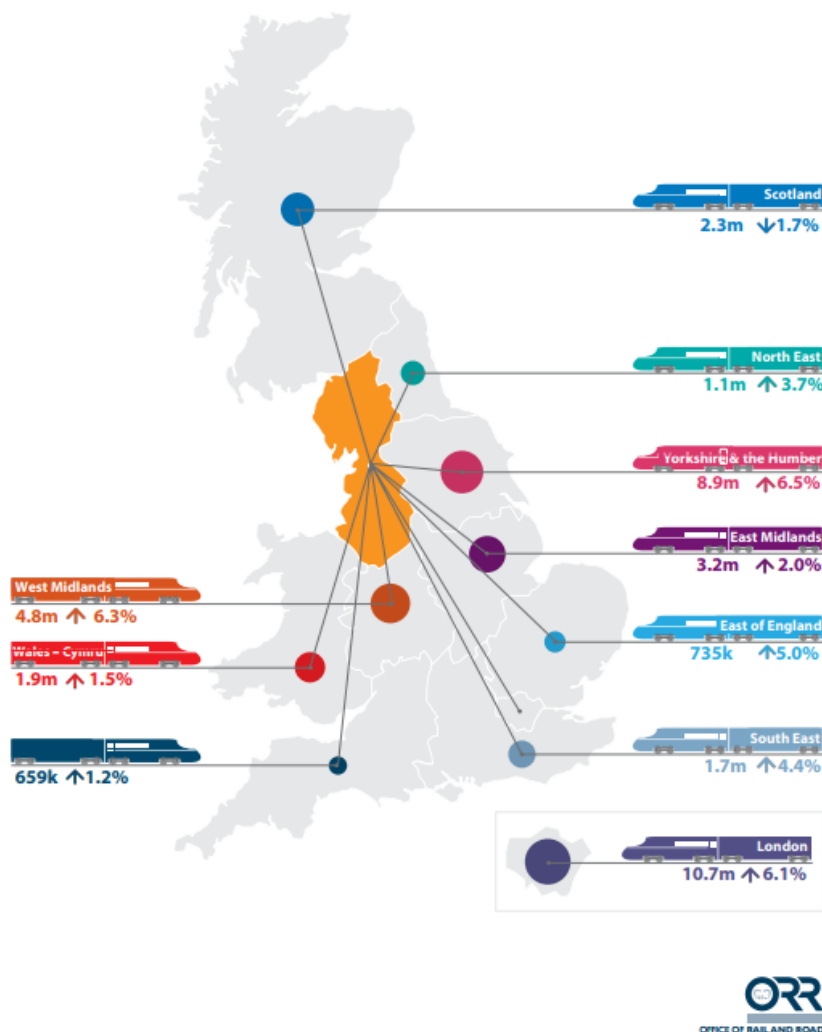 Scotland
2.3m ↓1.7%
North East
1.1m ↑ 3.7%
Yorkshire & the Humber
8.9m ↑6.5%
East Midlands
3.2m ↑ 2.0%
West Midlands
4.8m ↑ 6.3%
East of England
735k ↑5.0%
Wales – Cymru
1.9m ↑ 1.5%
South East
1.7m ↑4.4%
659k ↑1.2%
London
10.7m ↑ 6.1%
ORR
OFFICE OF RAIL AND ROAD